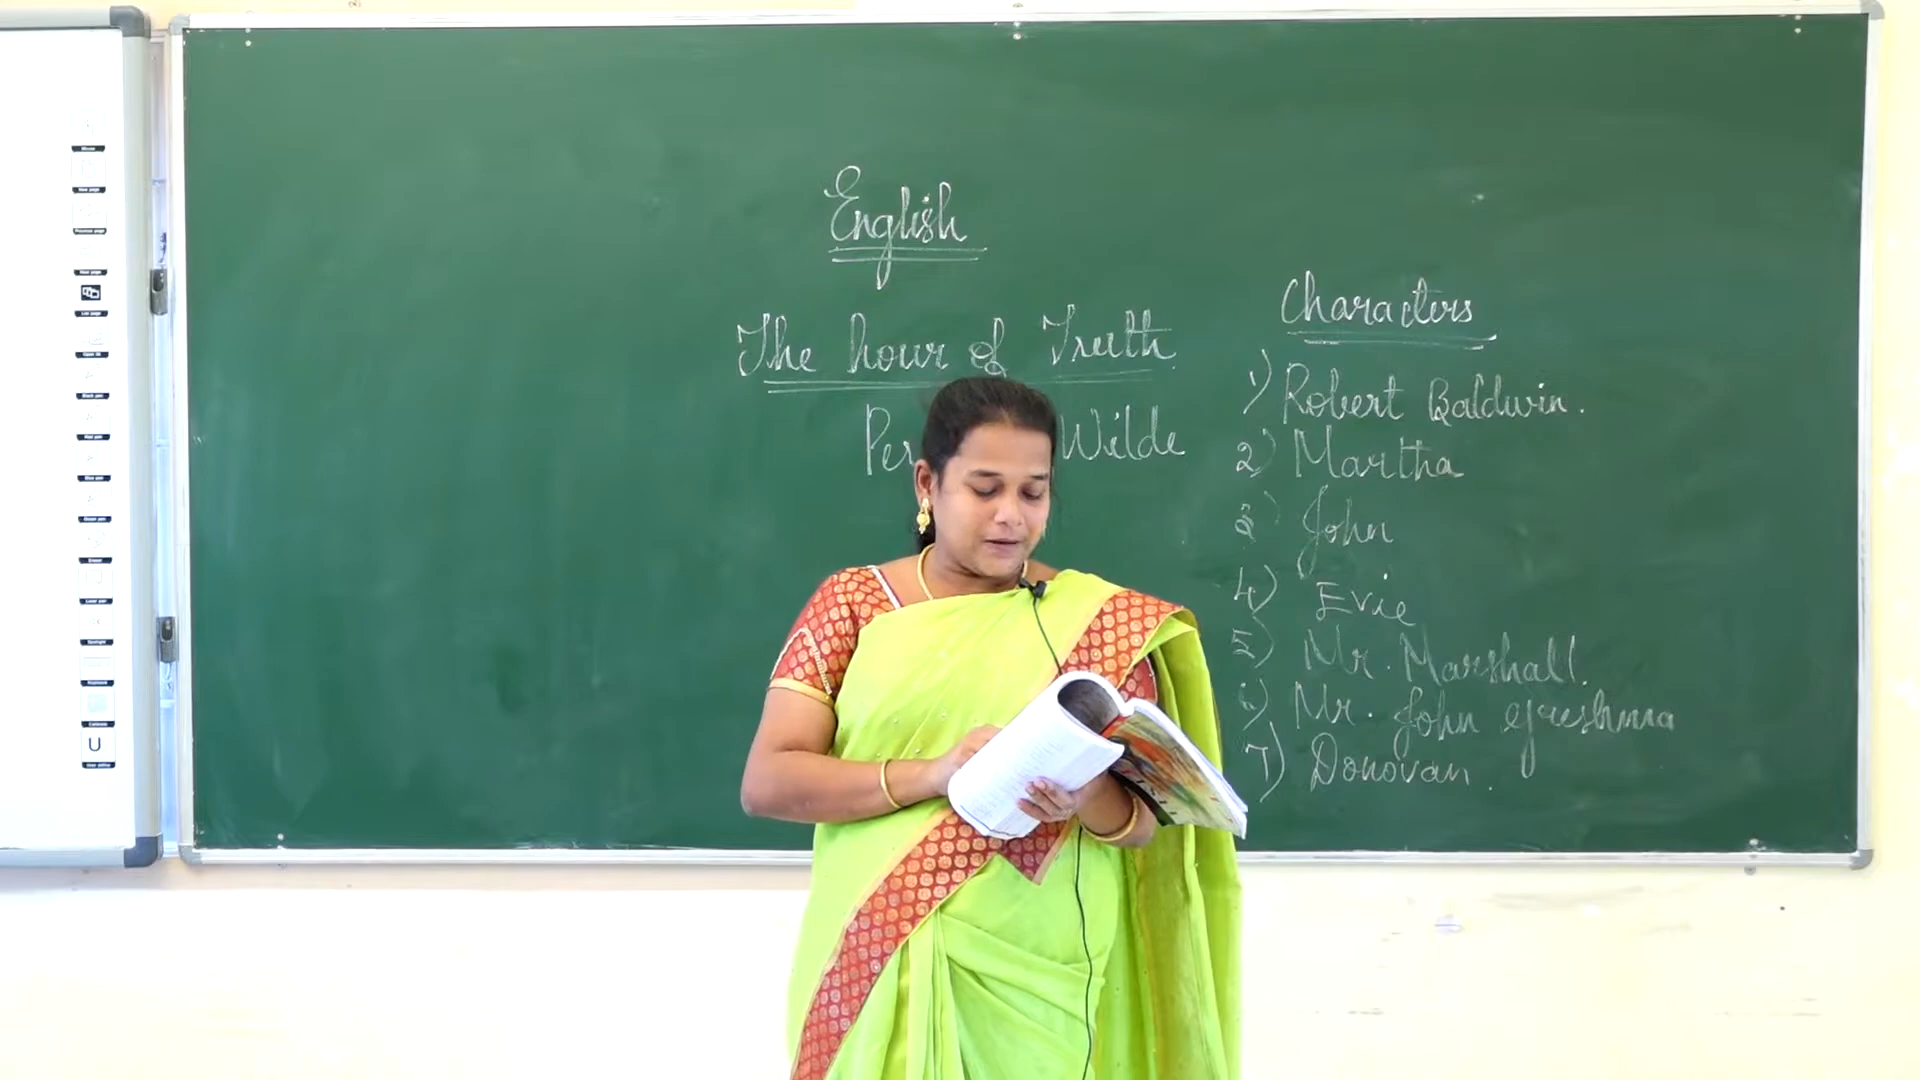 English
The hour of Truth
Per Wilde
Characters
1) Robert Baldwin.
2) Martha
3) John
4) Evie
5) Mr. Marshall.
6) Mr. John
7) Donovan.